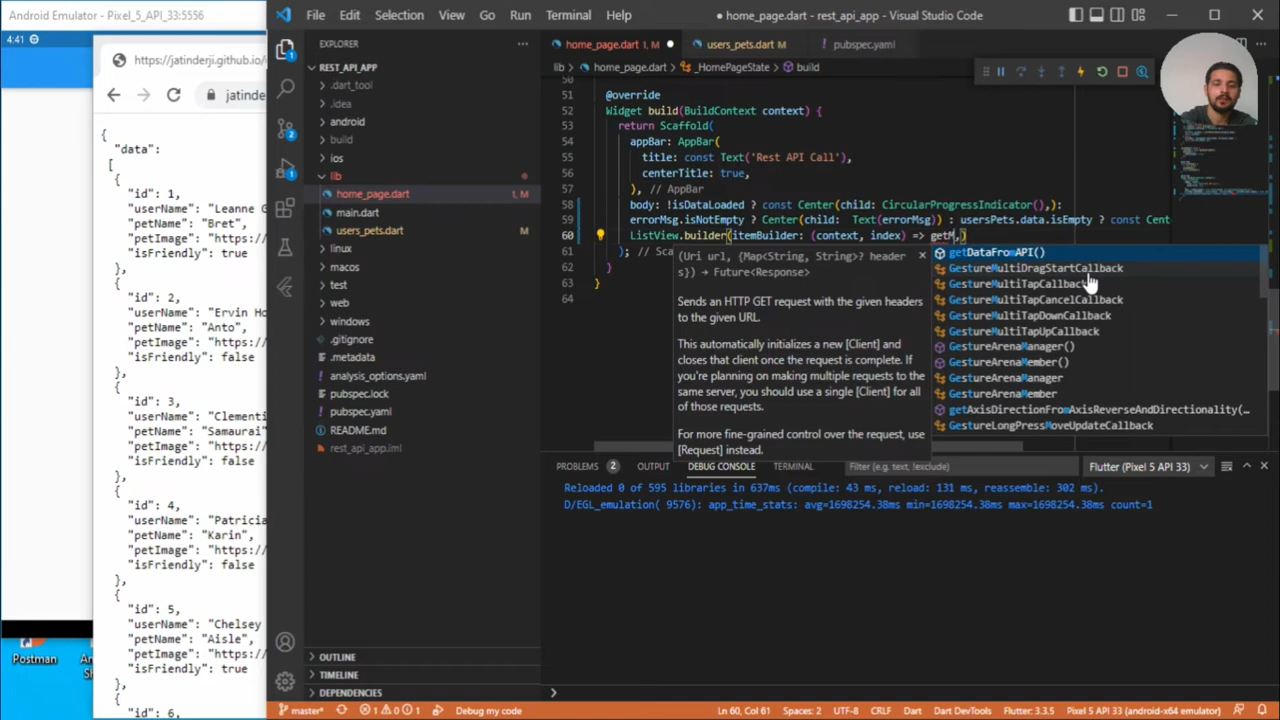 Android Emulator - Pixel_5_API_33:5556
4:41
https://jatinderji.github.io/
jatinde
{
"data":
[
{
"id": 1,
"userName": "Leanne G
"petName": "Bret",
"petImage": "https:/
"isFriendly": true
},
{
"id": 2,
"userName": "Ervin Ho
"petName": "Anto",
"petImage": "https:/
"isFriendly": false
},
{
"id": 3,
"userName": "Clementi
"petName": "Samaurai"
"petImage": "https:/
"isFriendly": false
},
{
"id": 4,
"userName": "Patricia
"petName": "Karin",
"petImage": "https:/
"isFriendly": false
},
{
"id": 5,
"userName": "Chelsey
"petName": "Aisle",
"petImage": "https:/
"isFriendly": true
},
{
"id": 6,
Postman
File Edit Selection View Go Run Terminal Help
● home_page.dart - rest_api_app - Visual Studio Code
EXPLORER
REST_API_APP
.dart_tool
.idea
android
build
ios
lib
home_page.dart 1, M
main.dart
users_pets.dart M
linux
macos
test
web
windows
.gitignore
.metadata
analysis_options.yaml
pubspec.lock
pubspec.yaml M
README.md
rest_api_app.iml
OUTLINE
TIMELINE
DEPENDENCIES
home_page.dart 1, M users_pets.dart M pubspec.yaml
lib > home_page.dart > _HomePageState > build
50
51 @override
52 Widget build(BuildContext context) {
53 return Scaffold(
54 appBar: AppBar(
55 title: const Text('Rest API Call'),
56 centerTitle: true,
57 ), // AppBar
58 body: !isDataLoaded ? const Center(child: CircularProgressIndicator(),):
59 errorMsg.isNotEmpty ? Center(child: Text(errorMsg)) : usersPets.data.isEmpty ? const Cent
60 ListView.builder(itemBuilder: (context, index) => getM,)
61 ); // Sca
62 }
63 }
64
(Uri url, {Map<String, String>? header
s}) → Future<Response>
Sends an HTTP GET request with the given headers
to the given URL.
This automatically initializes a new [Client] and
closes that client once the request is complete. If
you're planning on making multiple requests to the
same server, you should use a single [Client] for all
of those requests.
For more fine-grained control over the request, use
[Request] instead.
getDataFromAPI()
GestureMultiDragStartCallback
GestureMultiTapCallback
GestureMultiTapCancelCallback
GestureMultiTapDownCallback
GestureMultiTapUpCallback
GestureArenaManager()
GestureArenaMember()
GestureArenaManager
GestureArenaMember
getAxisDirectionFromAxisReverseAndDirectionality(…
GestureLongPressMoveUpdateCallback
PROBLEMS 2 OUTPUT DEBUG CONSOLE TERMINAL
Filter (e.g. text, !exclude)
Flutter (Pixel 5 API 33)
Reloaded 0 of 595 libraries in 637ms (compile: 43 ms, reload: 131 ms, reassemble: 302 ms).
D/EGL_emulation( 9576): app_time_stats: avg=1698254.38ms min=1698254.38ms max=1698254.38ms count=1
master* 1 0 1 Debug my code
Ln 60, Col 61 Spaces: 2 UTF-8 CRLF Dart Dart DevTools Flutter: 3.3.5 Pixel 5 API 33 (android-x64 emulator)